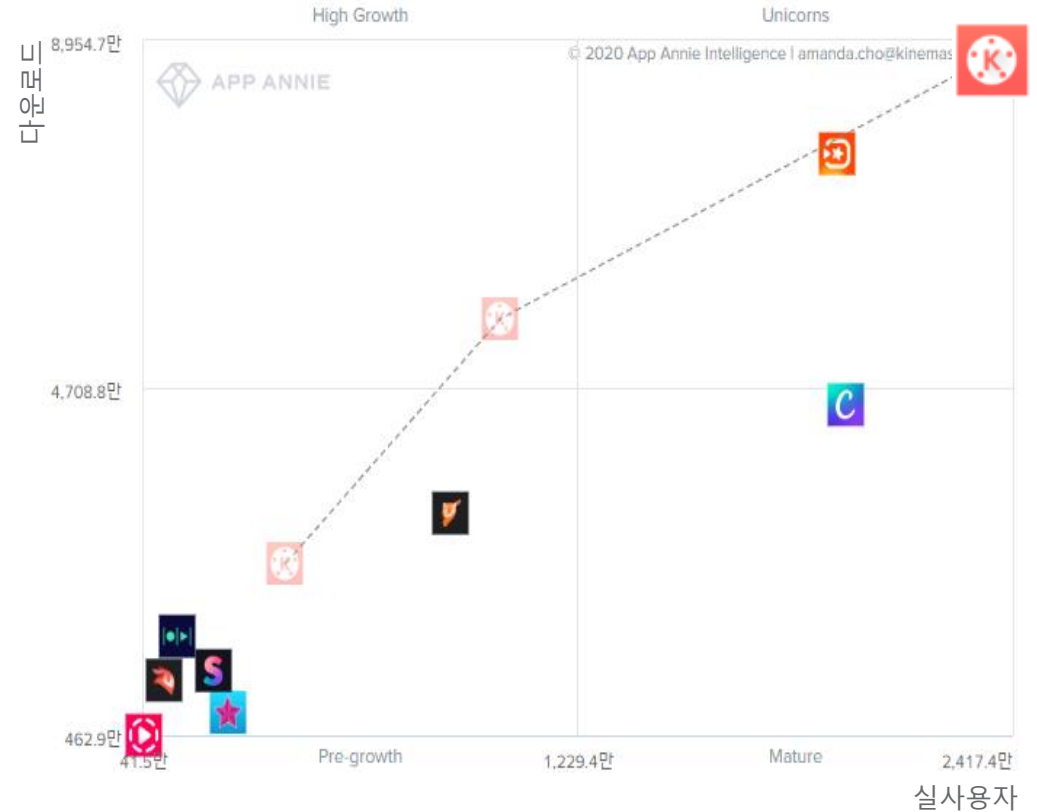 High Growth
Unicorns
8,954.7만
© 2020 App Annie Intelligence | amanda.cho@kinemas
APP ANNIE
다운로드
K
K
4,708.8만
C
K
S
462.9만
41.5만
Pre-growth
1,229.4만
Mature
2,417.4만
실사용자